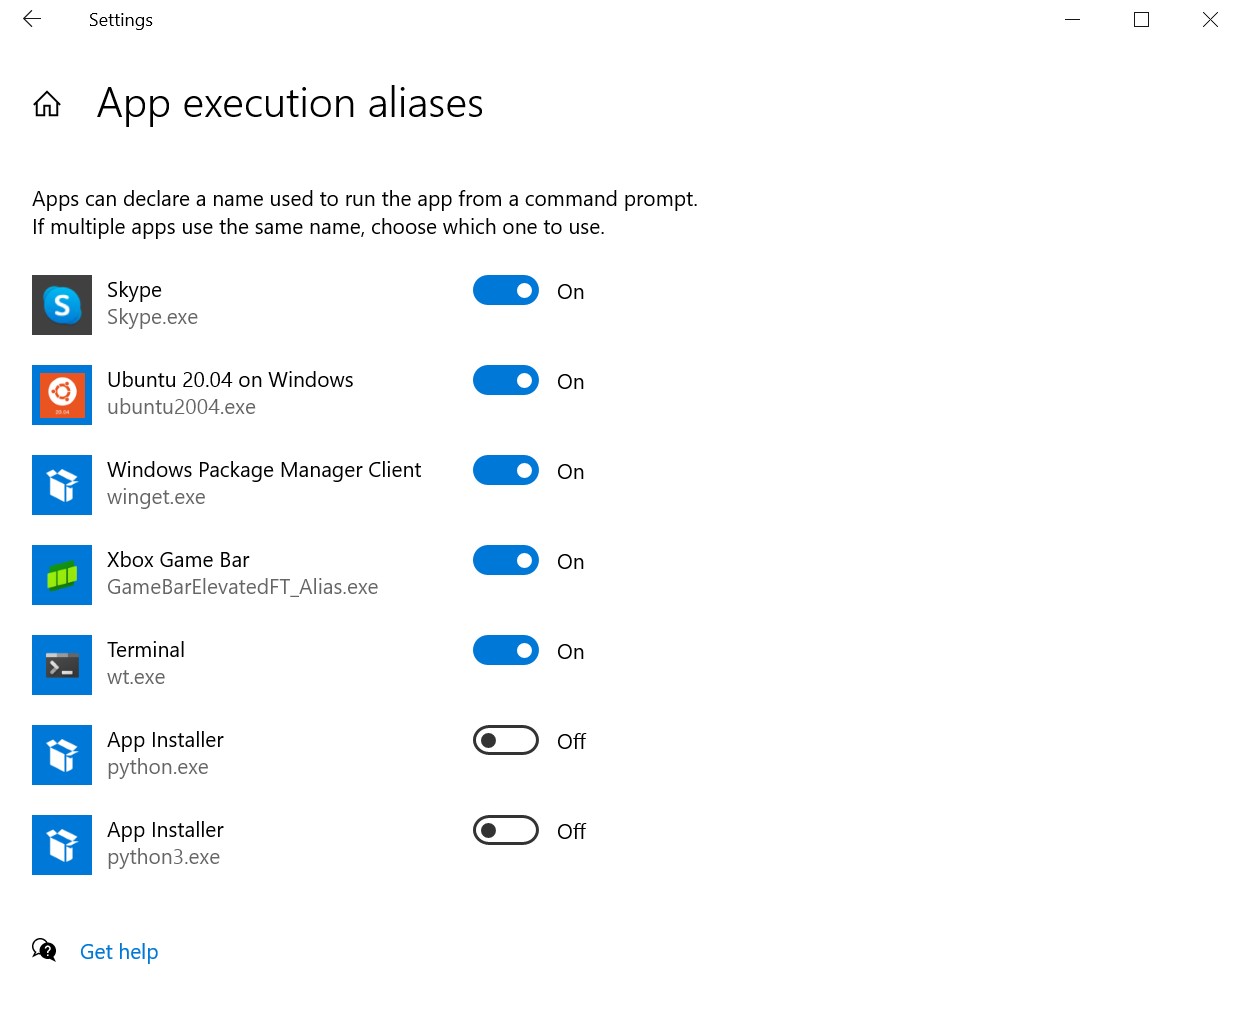 Settings
App execution aliases
Apps can declare a name used to run the app from a command prompt.
If multiple apps use the same name, choose which one to use.
Skype
Skype.exe
On
Ubuntu 20.04 on Windows
ubuntu2004.exe
On
Windows Package Manager Client
winget.exe
On
Xbox Game Bar
GameBarElevatedFT_Alias.exe
On
Terminal
wt.exe
On
App Installer
python.exe
Off
App Installer
python3.exe
Off
Get help